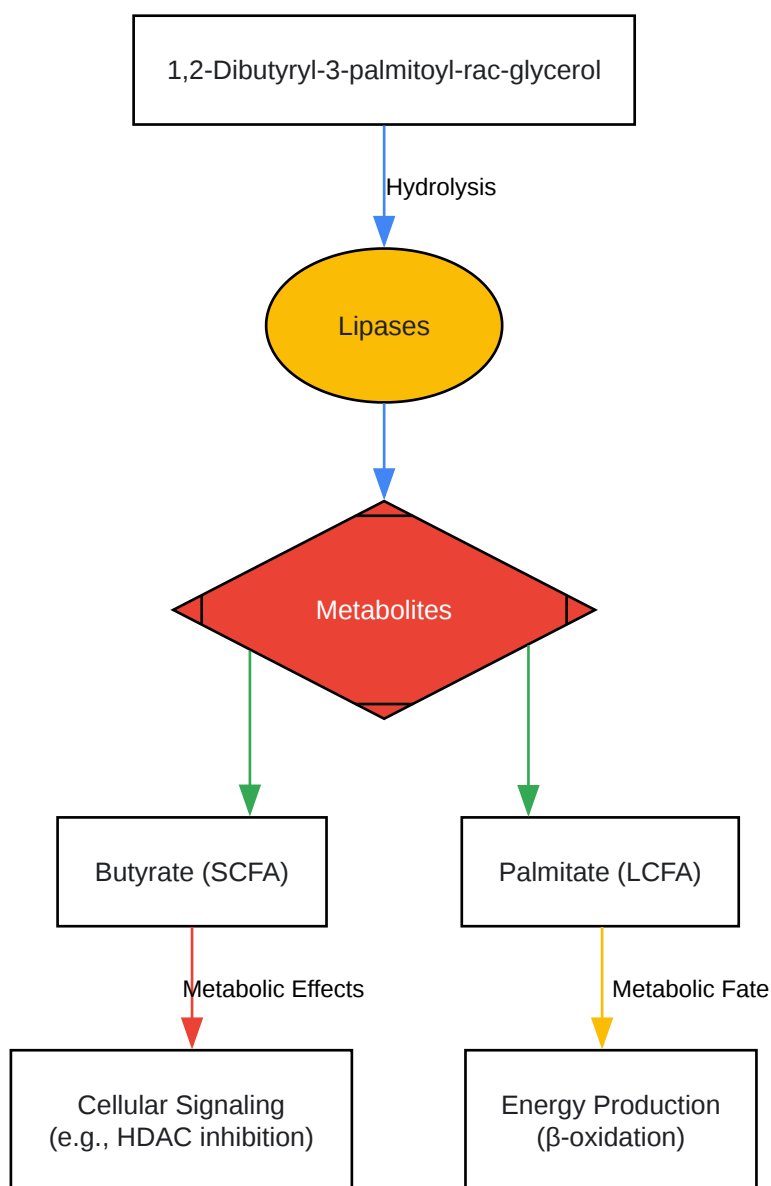 1,2-Dibutyryl-3-palmitoyl-rac-glycerol
Hydrolysis
Lipases
Metabolites
Butyrate (SCFA)
Palmitate (LCFA)
Metabolic Effects
Metabolic Fate
Cellular Signaling
(e.g., HDAC inhibition)
Energy Production
(β-oxidation)